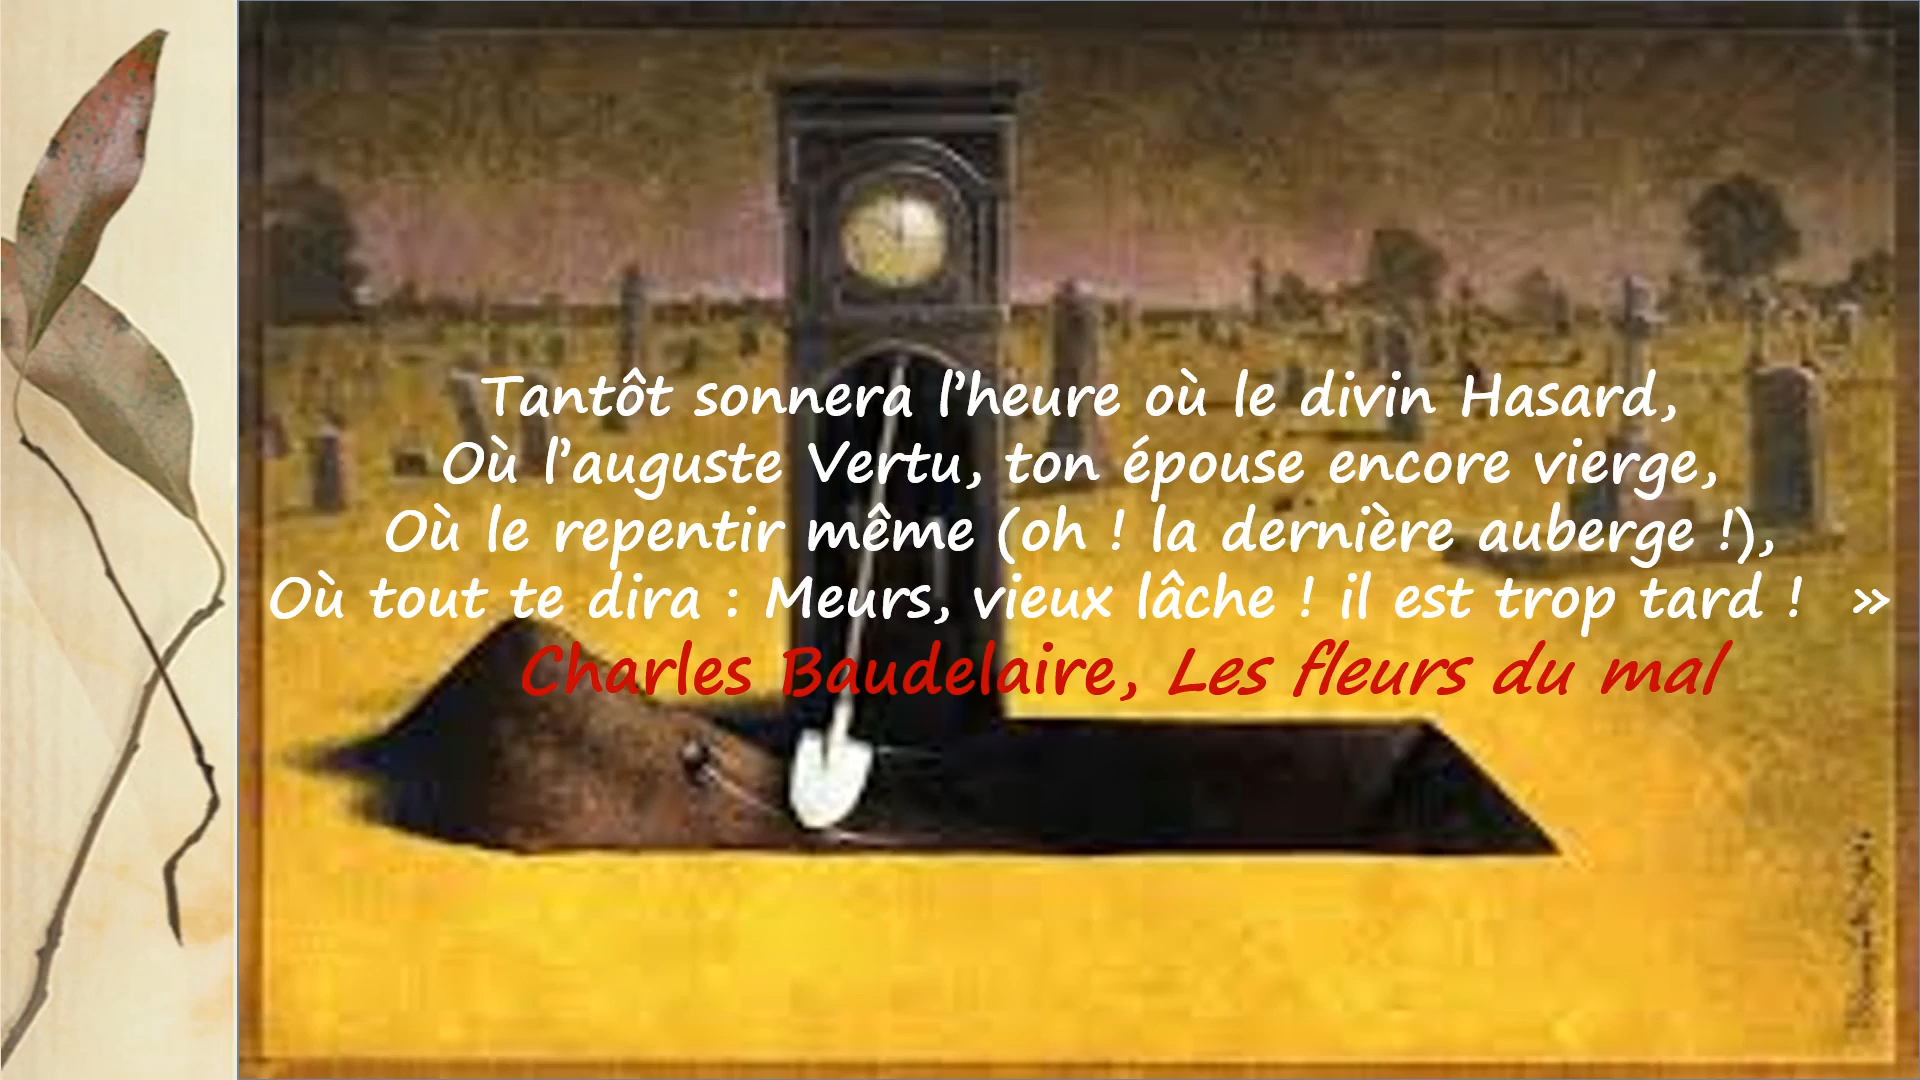 Tantôt sonnera l’heure où le divin Hasard,
Où l’auguste Vertu, ton épouse encore vierge,
Où le repentir même (oh ! la dernière auberge !),
Où tout te dira : Meurs, vieux lâche ! il est trop tard ! »
Charles Baudelaire, Les fleurs du mal